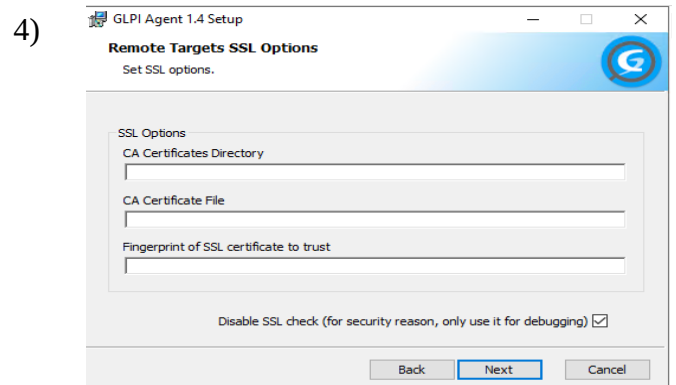 4)
GLPI Agent 1.4 Setup
Remote Targets SSL Options
Set SSL options.
SSL Options
CA Certificates Directory
CA Certificate File
Fingerprint of SSL certificate to trust
Disable SSL check (for security reason, only use it for debugging)
Back Next Cancel